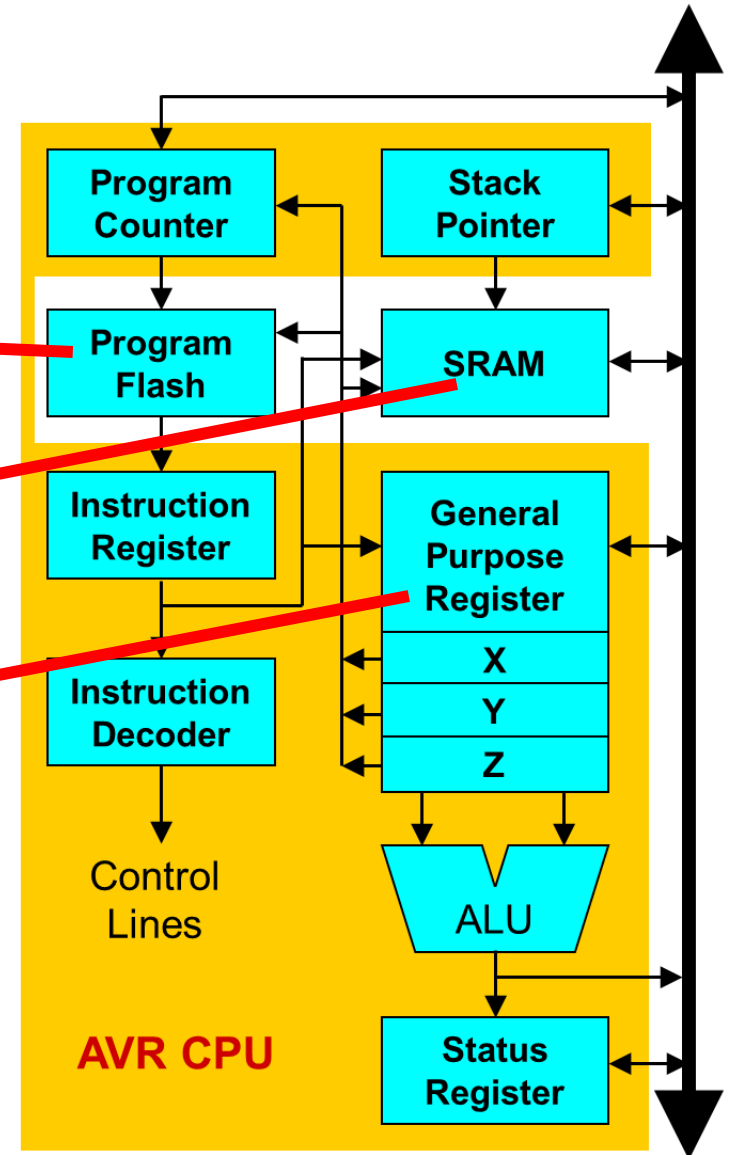 Program
Counter
Stack
Pointer
Program
Flash
SRAM
Instruction
Register
General
Purpose
Register
X
Y
Z
Instruction
Decoder
Control
Lines
ALU
AVR CPU
Status
Register